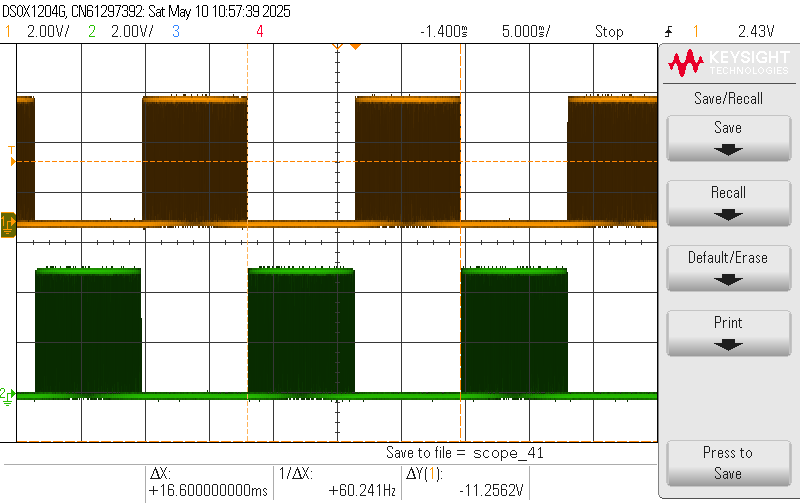 DSOX1204G, CN61297392: Sat May 10 10:57:39 2025
1 2.00V/ 2 2.00V/ 3 4 -1.400s 5.000s/ Stop 1 2.43V
KEYSIGHT
TECHNOLOGIES
Save/Recall
Save
Recall
Default/Erase
Print
Press to
Save
T
1
2
Save to file = scope_41
ΔX:
+16.600000000ms
1/ΔX:
+60.241Hz
ΔY(1):
-11.2562V